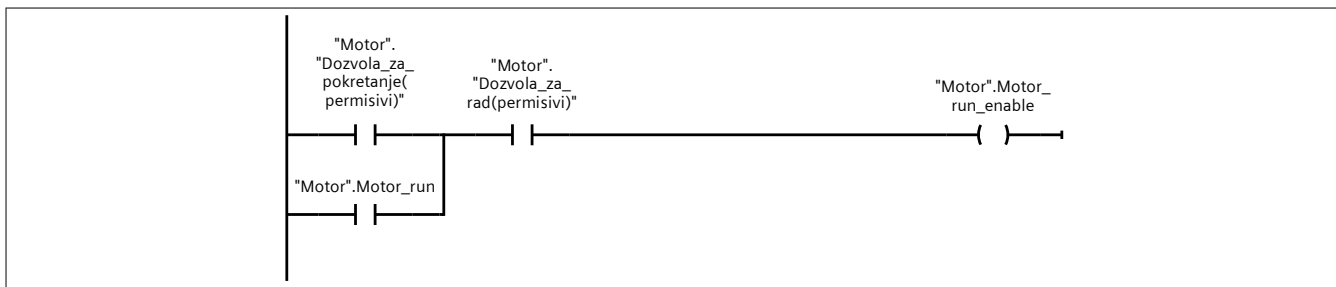 "Motor".
"Dozvola_za_
pokretanje(
permisivi)"
"Motor".
"Dozvola_za_
rad(permisivi)"
"Motor".Motor_
run_enable
"Motor".Motor_run